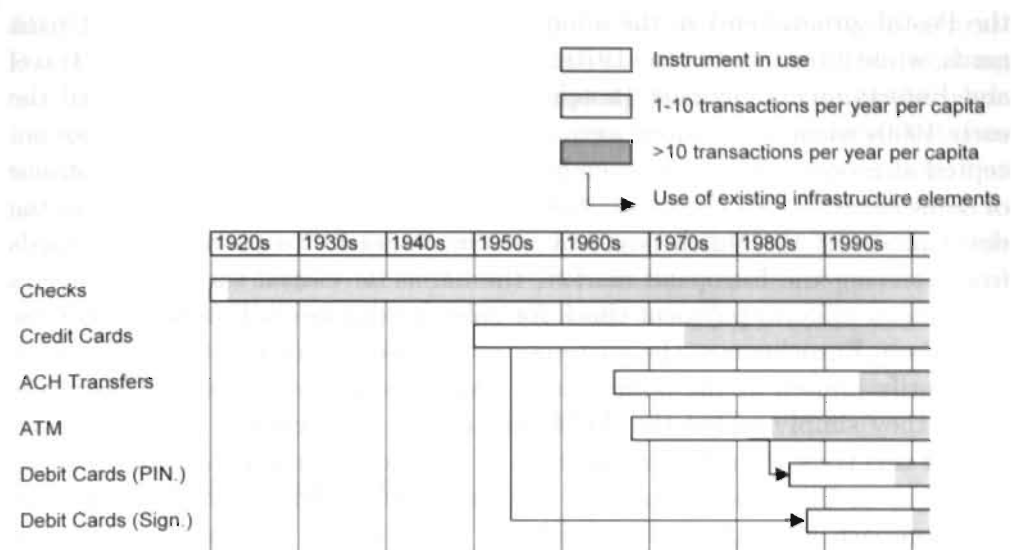 Instrument in use
1-10 transactions per year per capita
>10 transactions per year per capita
Use of existing infrastructure elements
1920s 1930s 1940s 1950s 1960s 1970s 1980s 1990s
Checks
Credit Cards
ACH Transfers
ATM
Debit Cards (PIN.)
Debit Cards (Sign.)